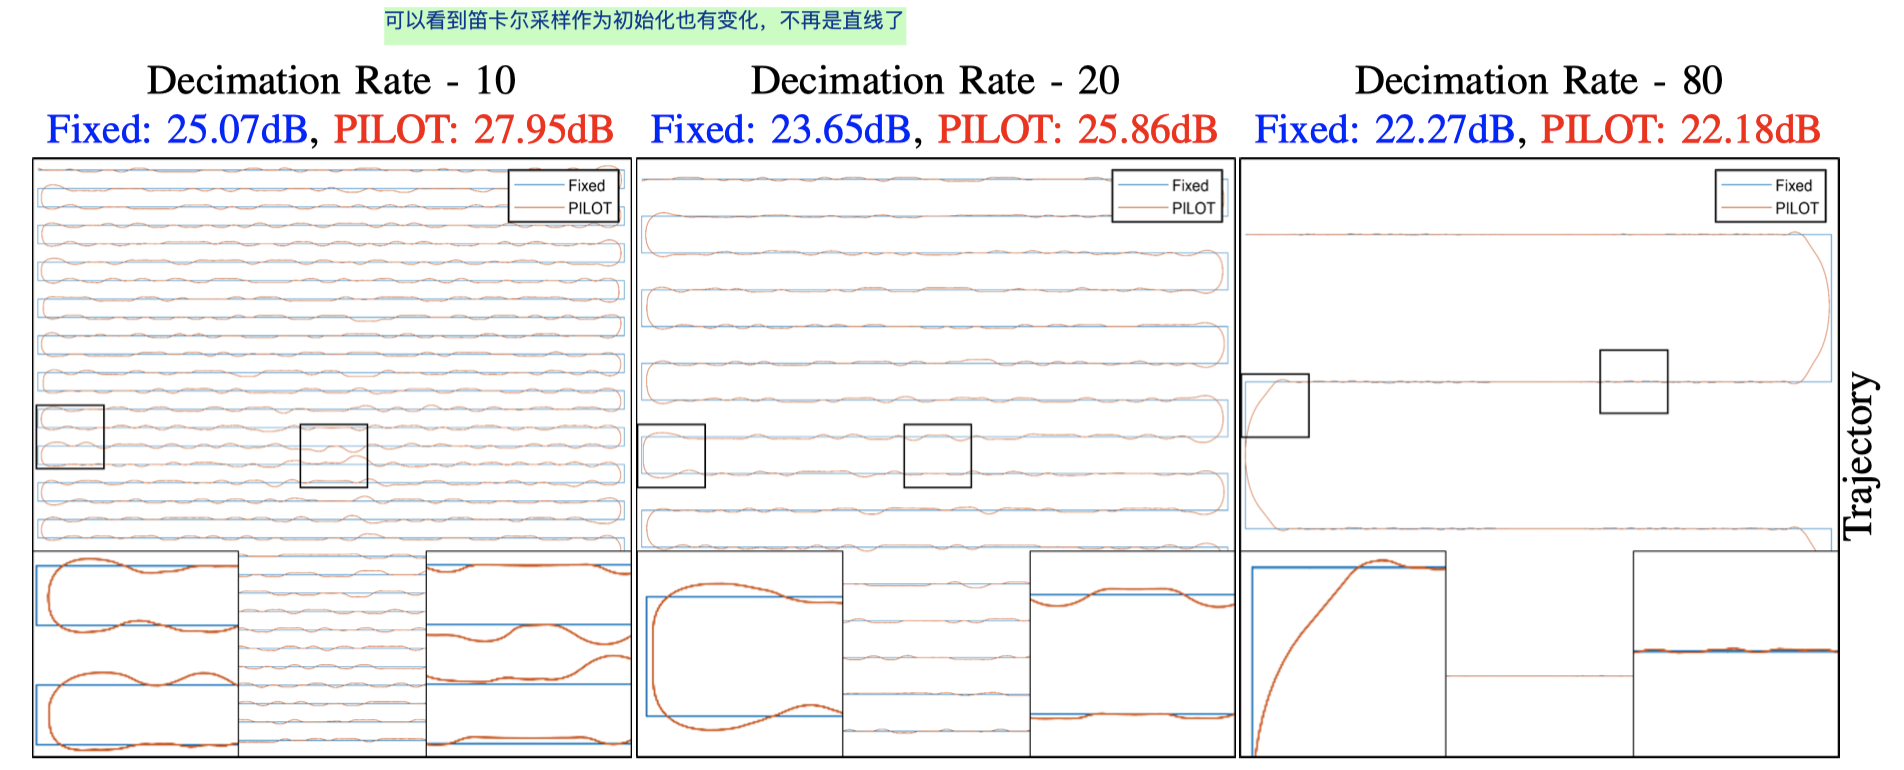 可以看到笛卡尔采样作为初始化也有变化，不再是直线了
Decimation Rate - 10
Fixed: 25.07dB, PILOT: 27.95dB
Fixed
PILOT
Decimation Rate - 20
Fixed: 23.65dB, PILOT: 25.86dB
Fixed
PILOT
Decimation Rate - 80
Fixed: 22.27dB, PILOT: 22.18dB
Fixed
PILOT
Trajectory